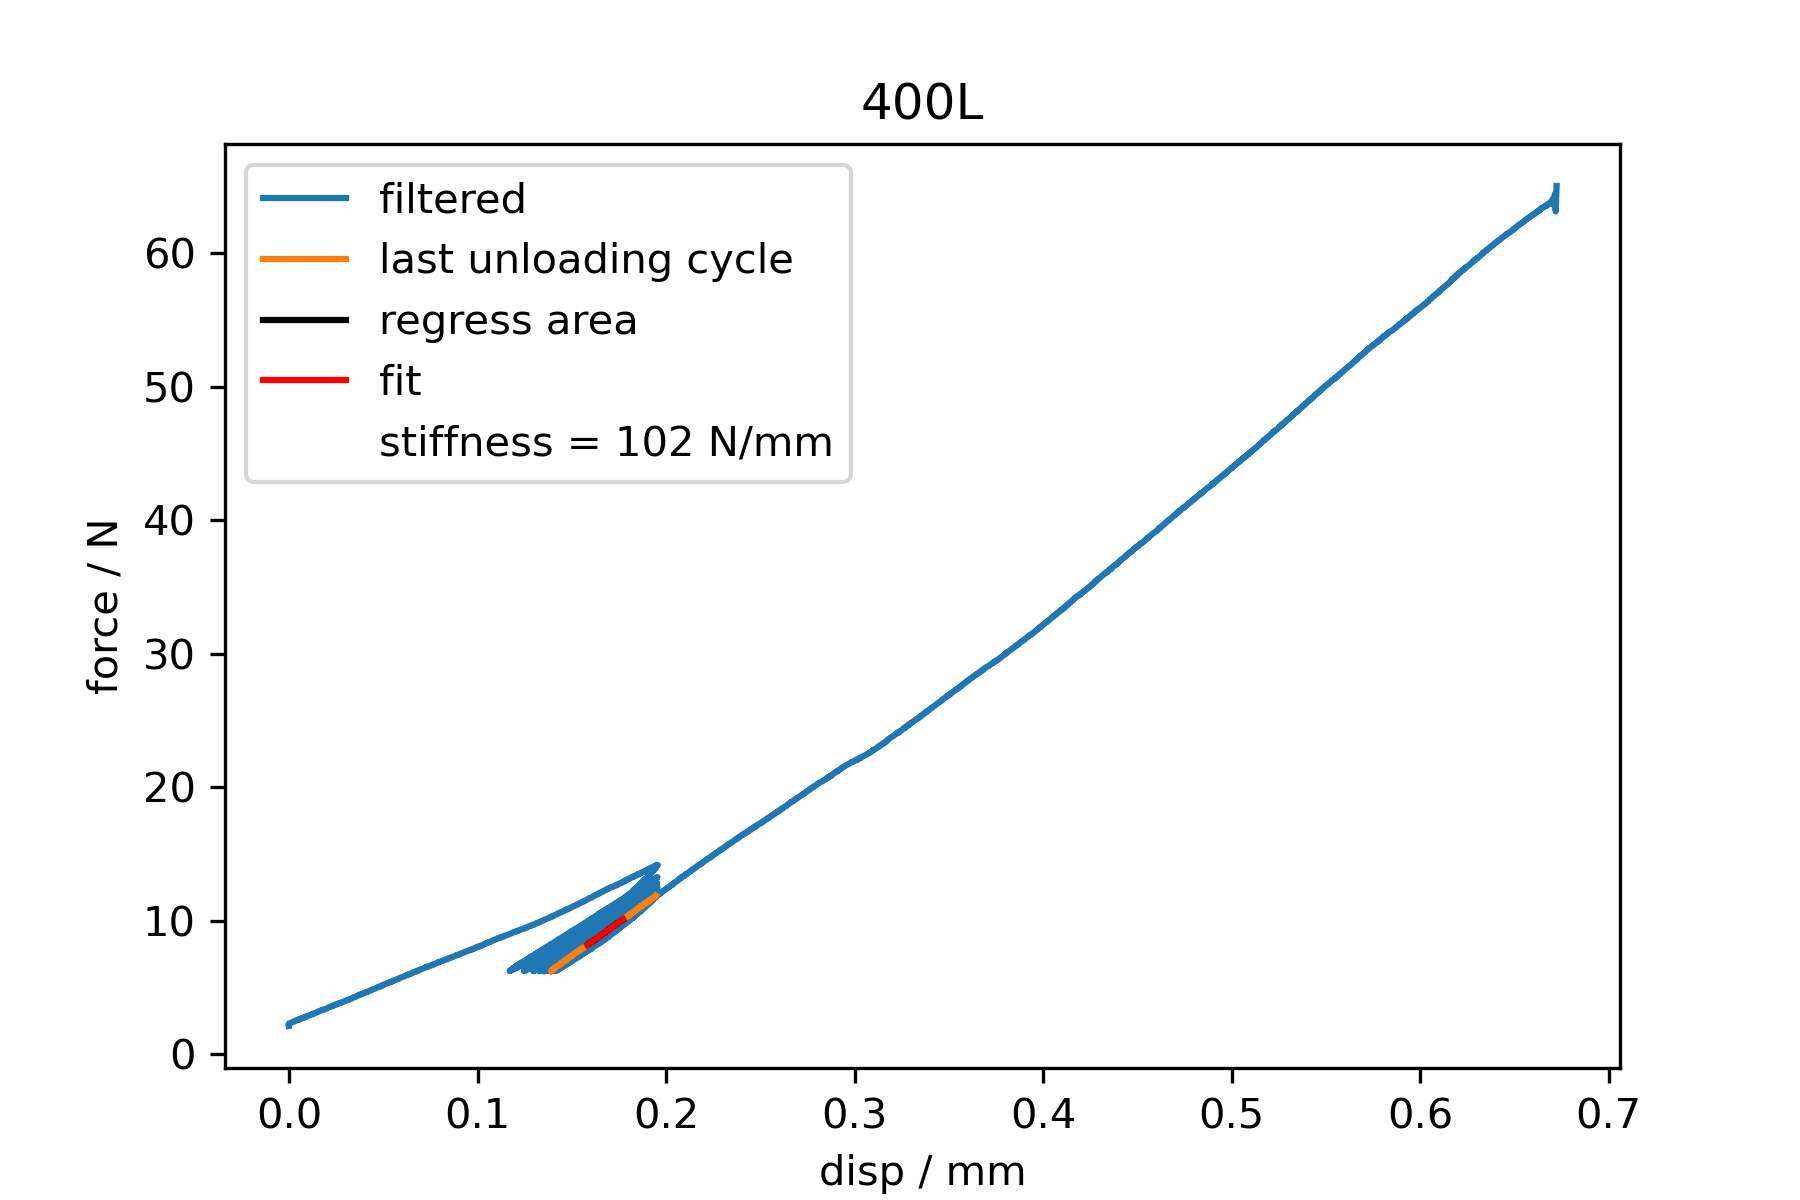 400L
filtered
last unloading cycle
regress area
fit
stiffness = 102 N/mm
force / N
60
50
40
30
20
10
0
0.0 0.1 0.2 0.3 0.4 0.5 0.6 0.7
disp / mm